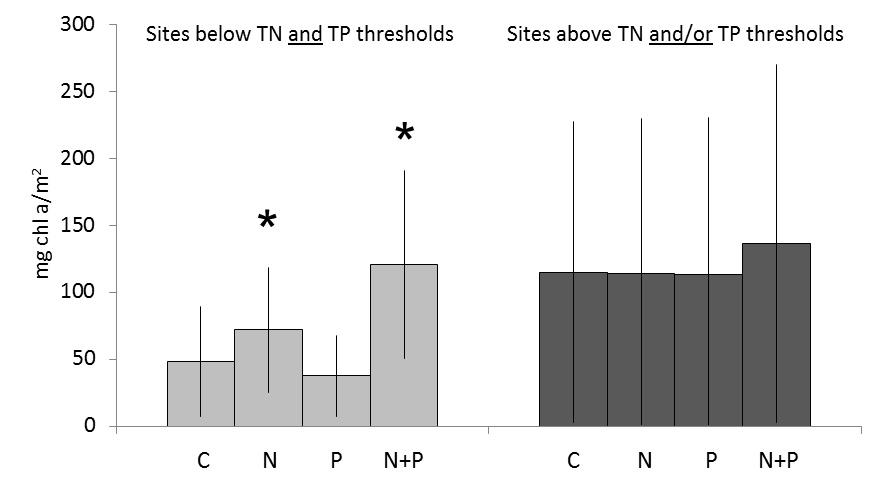 Sites below TN and TP thresholds
Sites above TN and/or TP thresholds
mg chl a/m²
300
250
200
150
100
50
0
*
*
C N P N+P
C N P N+P